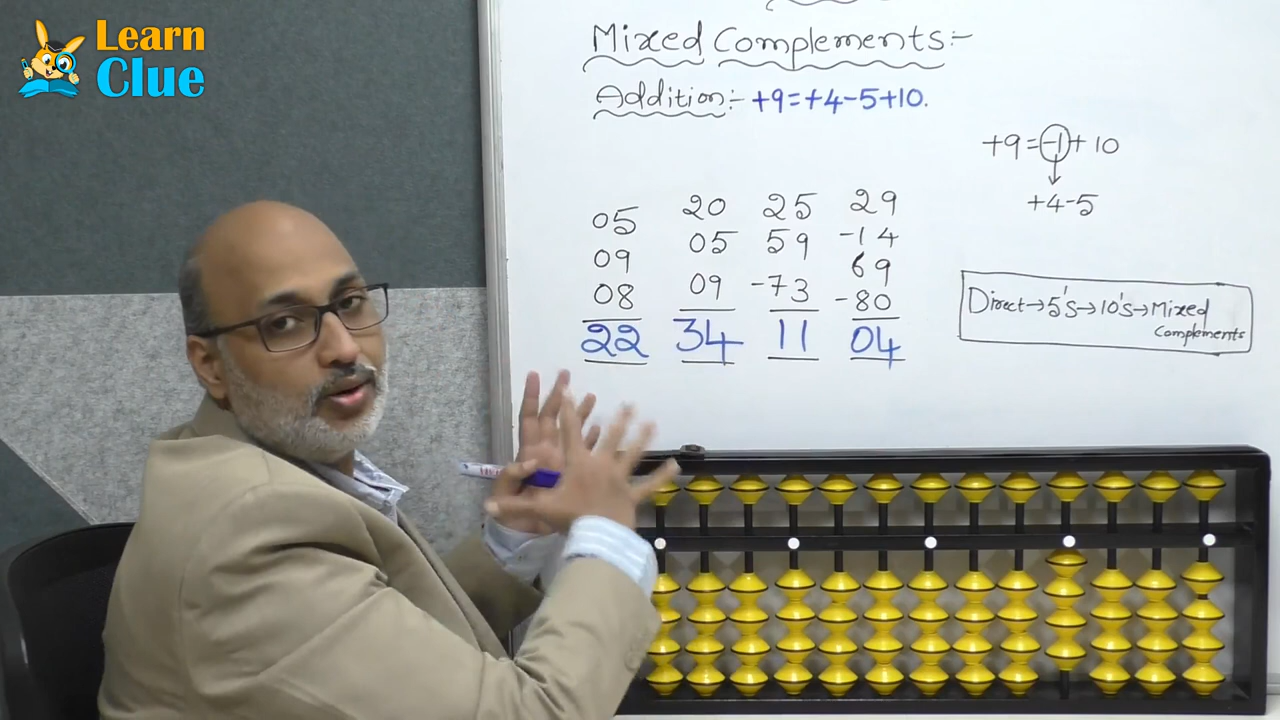 Learn
Clue
Mixed Complements:-
Addition:- +9=+4-5+10.
+9=-1+10
+4-5
05 20 25 29
09 05 59 -14
08 09 -73 69
-80
22 34 11 04
Direct→5's→10's→Mixed
Complements